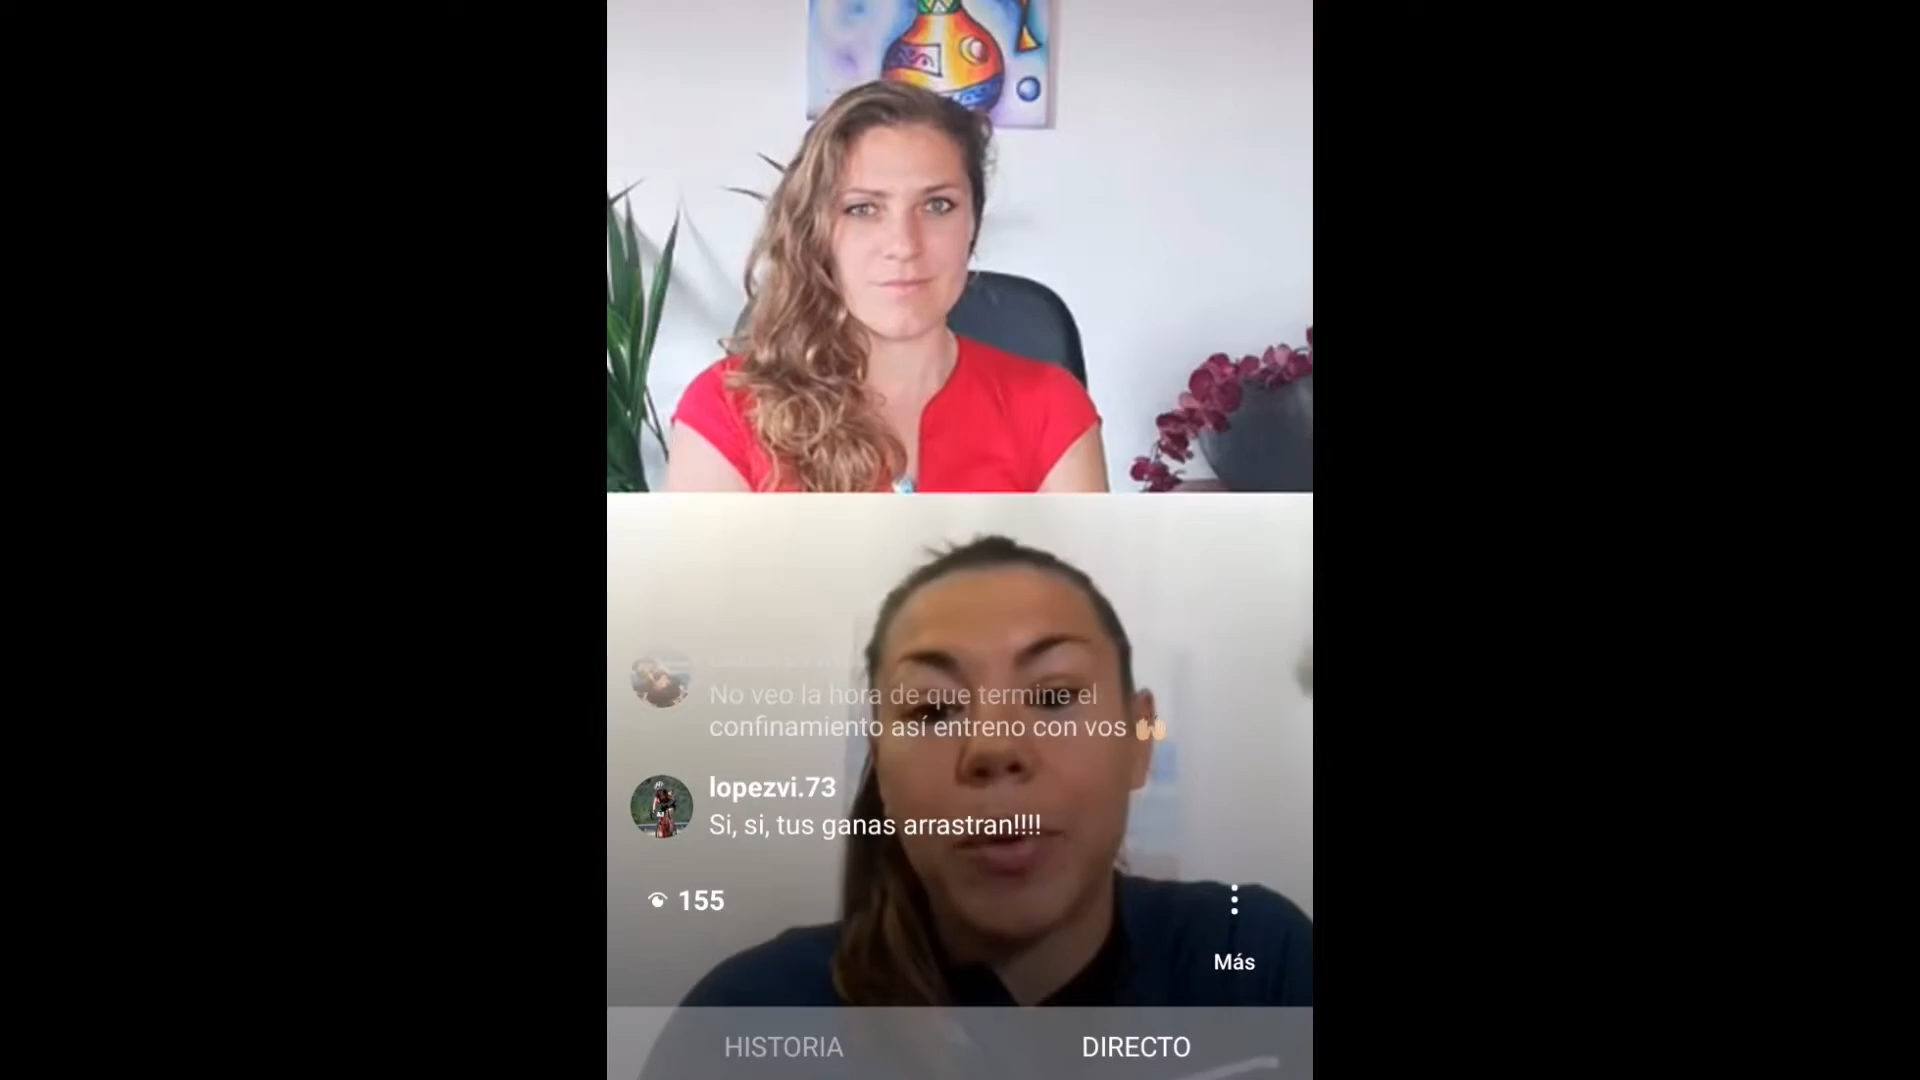 No veo la hora de que termine el
confinamiento así entreno con vos 🙌🏼
lopezvi.73
Si, si, tus ganas arrastran!!!!
155
Más
HISTORIA
DIRECTO